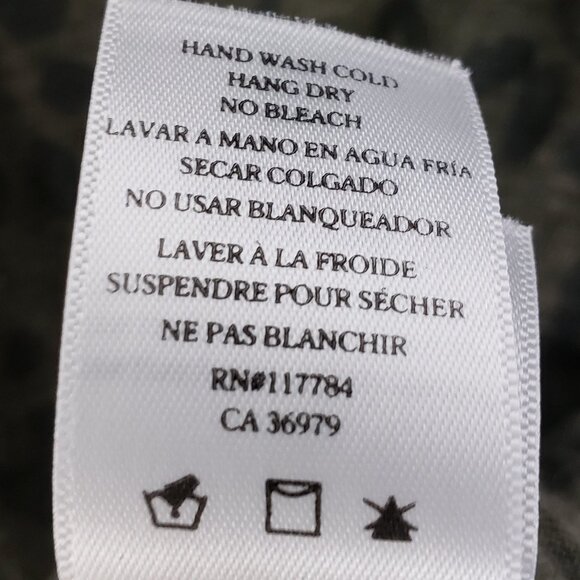 HAND WASH COLD
HANG DRY
NO BLEACH
LAVAR A MANO EN AGUA FRÍA
SECAR COLGADO
NO USAR BLANQUEADOR
LAVER À LA FROIDE
SUSPENDRE POUR SÉCHER
NE PAS BLANCHIR
RN#117784
CA 36979